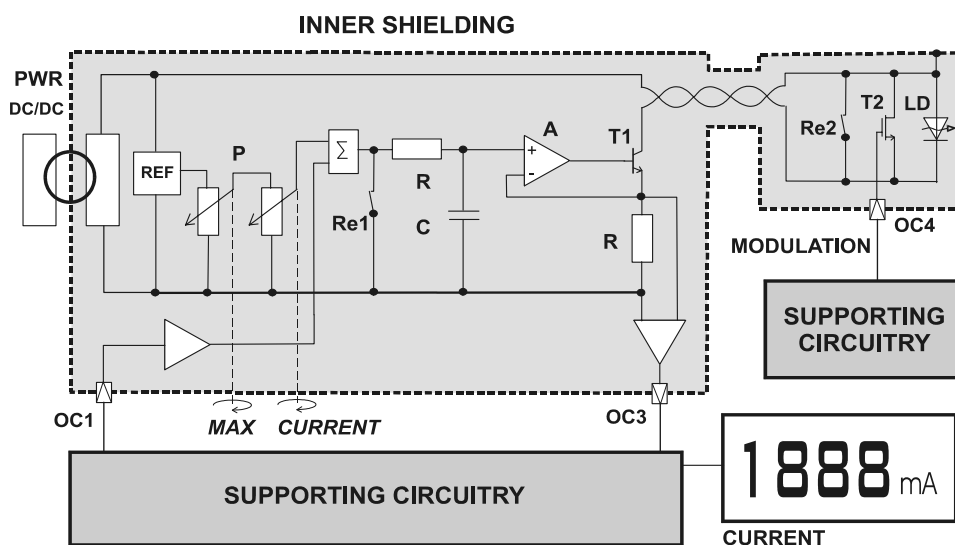 INNER SHIELDING
PWR
DC/DC
REF
P
Σ
R
Re1
C
A
T1
R
Re2
T2
LD
OC4
MODULATION
SUPPORTING
CIRCUITRY
OC1
MAX
CURRENT
OC3
SUPPORTING CIRCUITRY
1888 mA
CURRENT